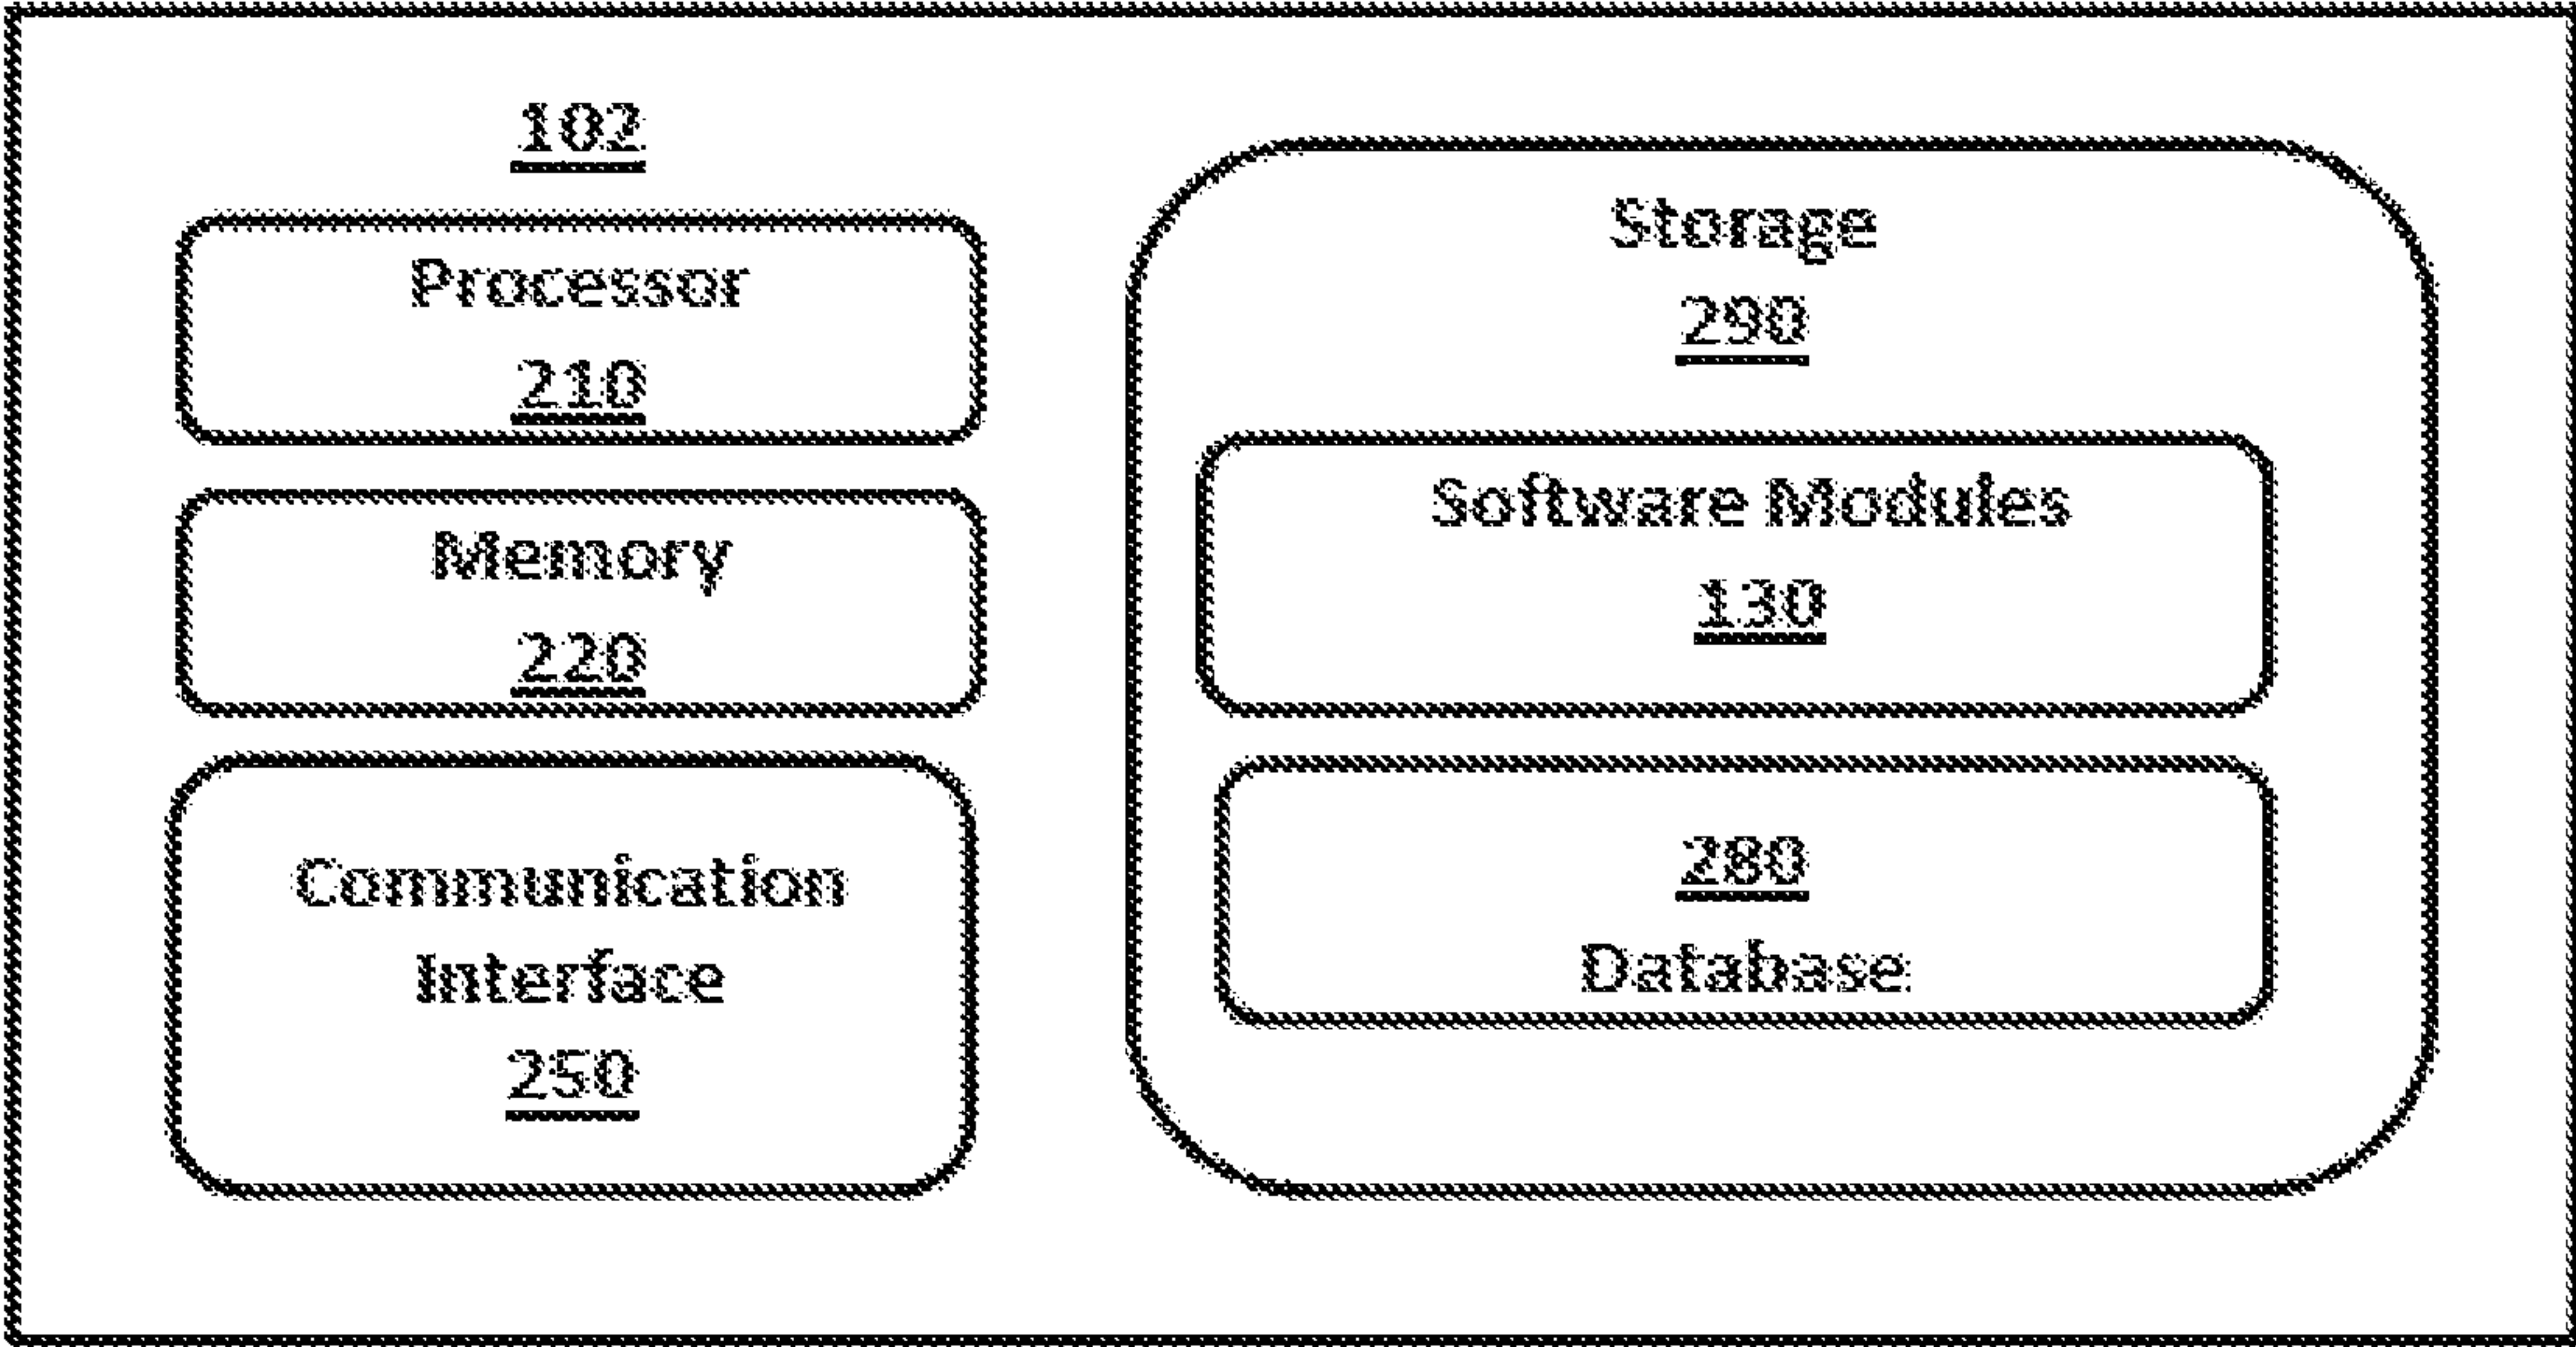 102
Processor
210
Memory
220
Communication
Interface
250
Storage
290
Software Modules
130
280
Database